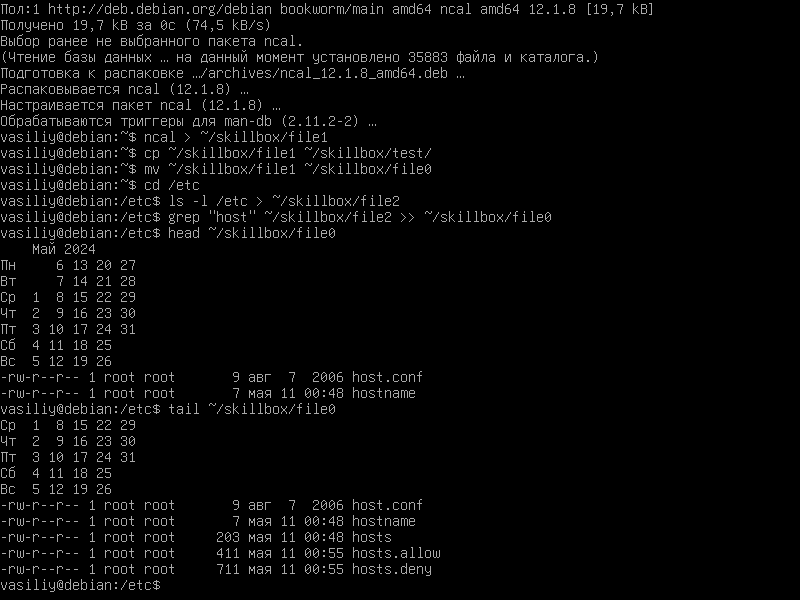 Пол:1 http://deb.debian.org/debian bookworm/main amd64 ncal amd64 12.1.8 [19,7 kB]
Получено 19,7 kB за 0с (74,5 kB/s)
Выбор ранее не выбранного пакета ncal.
(Чтение базы данных … на данный момент установлено 35883 файла и каталога.)
Подготовка к распаковке …/archives/ncal_12.1.8_amd64.deb …
Распаковывается ncal (12.1.8) …
Настраивается пакет ncal (12.1.8) …
Обрабатываются триггеры для man-db (2.11.2-2) …
vasiliy@debian:~$ ncal > ~/skillbox/file1
vasiliy@debian:~$ cp ~/skillbox/file1 ~/skillbox/test/
vasiliy@debian:~$ mv ~/skillbox/file1 ~/skillbox/file0
vasiliy@debian:~$ cd /etc
vasiliy@debian:/etc$ ls -l /etc > ~/skillbox/file2
vasiliy@debian:/etc$ grep "host" ~/skillbox/file2 >> ~/skillbox/file0
vasiliy@debian:/etc$ head ~/skillbox/file0
    Май 2024
Пн     6 13 20 27
Вт     7 14 21 28
Ср  1  8 15 22 29
Чт  2  9 16 23 30
Пт  3 10 17 24 31
Сб  4 11 18 25
Вс  5 12 19 26
-rw-r--r-- 1 root root       9 авг  7  2006 host.conf
-rw-r--r-- 1 root root       7 мая 11 00:48 hostname
vasiliy@debian:/etc$ tail ~/skillbox/file0
Ср  1  8 15 22 29
Чт  2  9 16 23 30
Пт  3 10 17 24 31
Сб  4 11 18 25
Вс  5 12 19 26
-rw-r--r-- 1 root root       9 авг  7  2006 host.conf
-rw-r--r-- 1 root root       7 мая 11 00:48 hostname
-rw-r--r-- 1 root root     203 мая 11 00:48 hosts
-rw-r--r-- 1 root root     411 мая 11 00:55 hosts.allow
-rw-r--r-- 1 root root     711 мая 11 00:55 hosts.deny
vasiliy@debian:/etc$